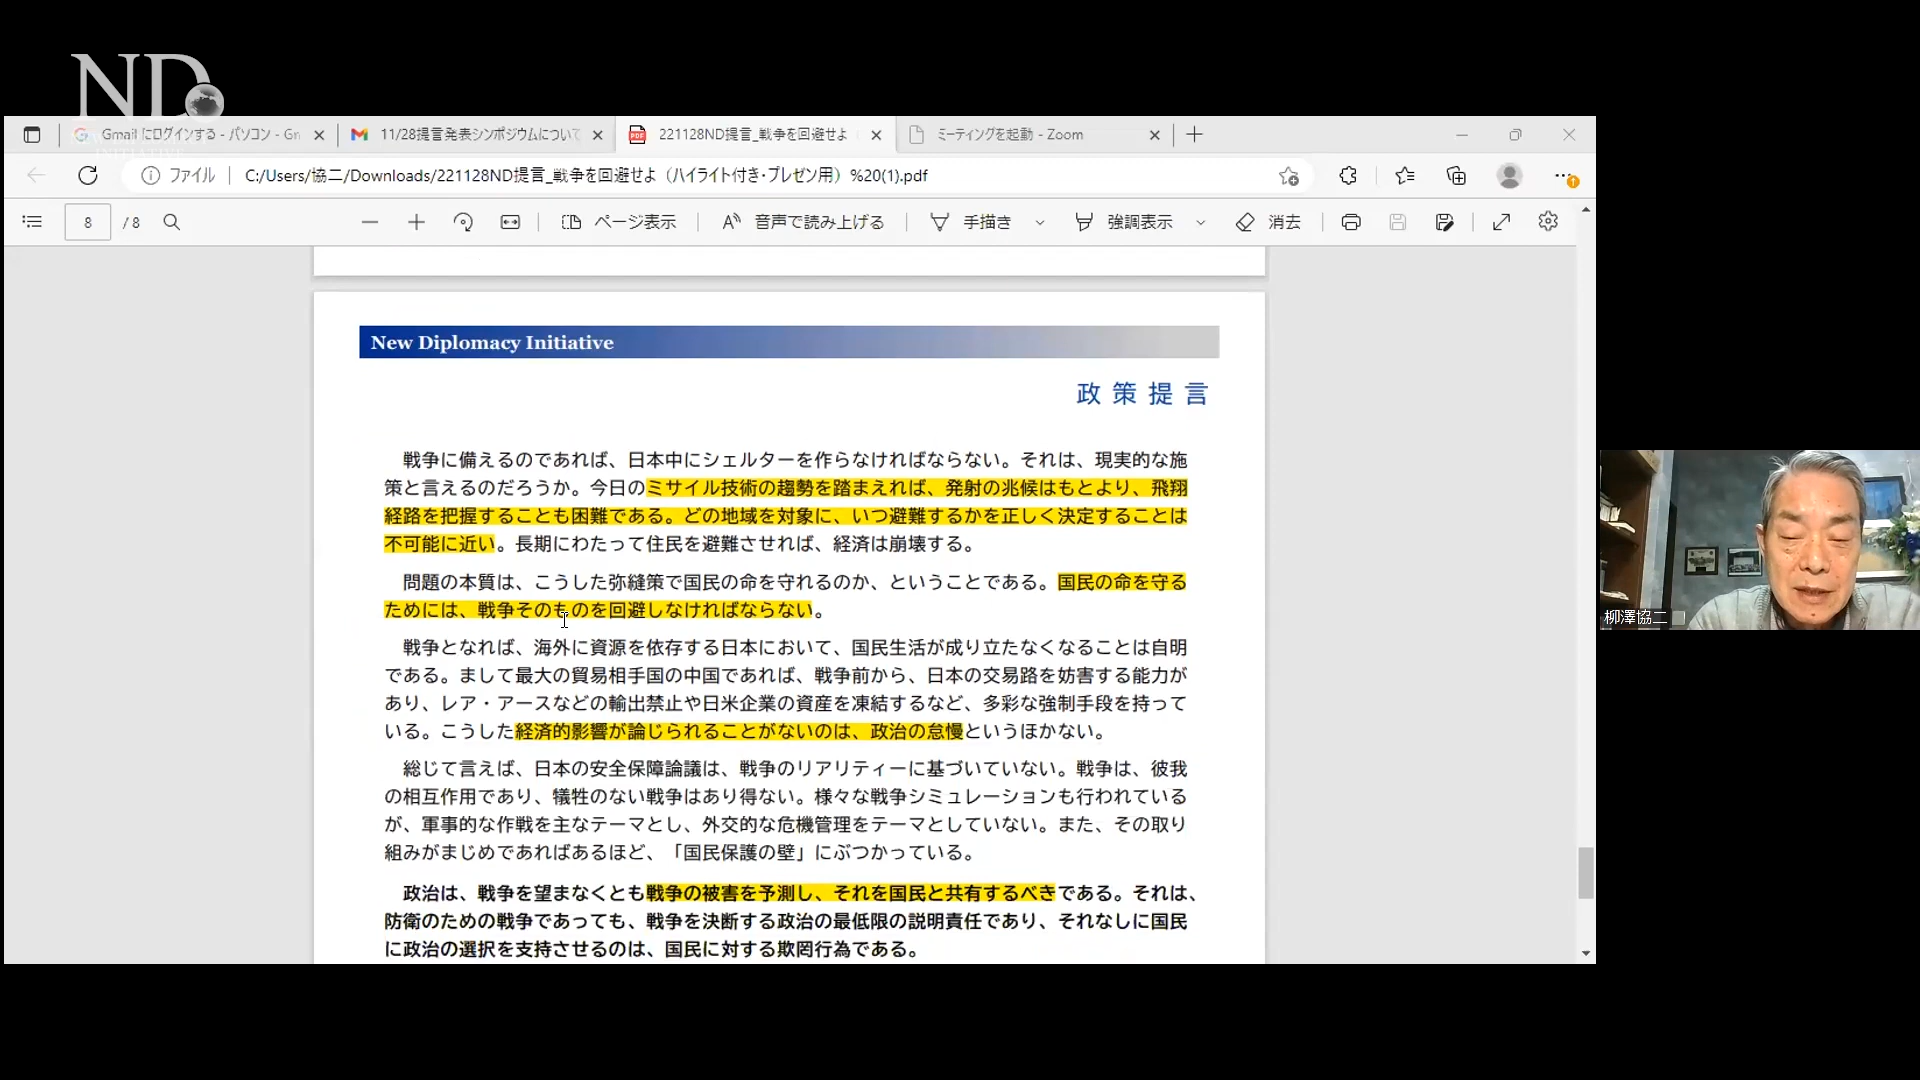 ND
Gmail にログインする - パソコン - Gm
11/28提言発表シンポジウムについて
221128ND提言_戦争を回避せよ
ミーティングを起動 - Zoom
ファイル
C:/Users/協二/Downloads/221128ND提言_戦争を回避せよ（ハイライト付き・プレゼン用）%20(1).pdf
8 / 8
ページ表示
音声で読み上げる
手描き
強調表示
消去
New Diplomacy Initiative
政策提言
戦争に備えるのであれば、日本中にシェルターを作らなければならない。それは、現実的な施
策と言えるのだろうか。今日のミサイル技術の趨勢を踏まえれば、発射の兆候はもとより、飛翔
経路を把握することも困難である。どの地域を対象に、いつ避難するかを正しく決定することは
不可能に近い。長期にわたって住民を避難させれば、経済は崩壊する。
問題の本質は、こうした弥縫策で国民の命を守れるのか、ということである。国民の命を守る
ためには、戦争そのものを回避しなければならない。
戦争となれば、海外に資源を依存する日本において、国民生活が成り立たなくなることは自明
である。まして最大の貿易相手国の中国であれば、戦争前から、日本の交易路を妨害する能力が
あり、レア・アースなどの輸出禁止や日米企業の資産を凍結するなど、多彩な強制手段を持って
いる。こうした経済的影響が論じられることがないのは、政治の怠慢というほかない。
総じて言えば、日本の安全保障論議は、戦争のリアリティーに基づいていない。戦争は、彼我
の相互作用であり、犠牲のない戦争はあり得ない。様々な戦争シミュレーションも行われている
が、軍事的な作戦を主なテーマとし、外交的な危機管理をテーマとしていない。また、その取り
組みがまじめであればあるほど、「国民保護の壁」にぶつかっている。
政治は、戦争を望まなくとも戦争の被害を予測し、それを国民と共有するべきである。それは、
防衛のための戦争であっても、戦争を決断する政治の最低限の説明責任であり、それなしに国民
に政治の選択を支持させるのは、国民に対する欺罔行為である。
柳澤協二